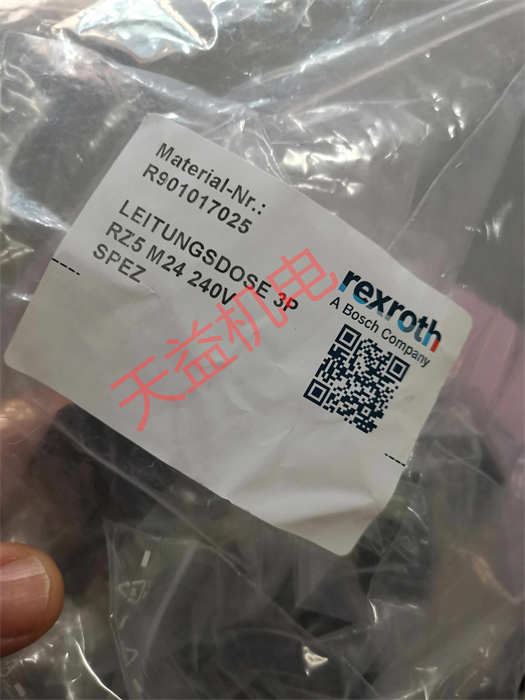 Material-Nr.:
R901017025
LEITUNGSDOSE 3P
RZ5 M24 240V
SPEZ
rexroth
A Bosch Company
天益机电